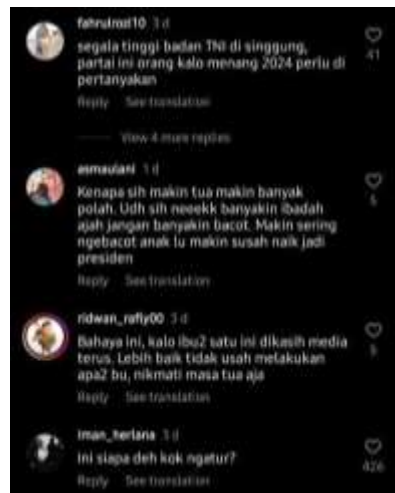 fahrulrozi10 3 d
segala tinggi badan TNI di singgung,
partai ini orang kalo menang 2024 perlu di
pertanyakan
41
Reply See translation
View 4 more replies
asmaulani 1 d
Kenapa sih makin tua makin banyak
polah. Udh sih neeekk banyakin ibadah
ajah jangan banyakin bacot. Makin sering
ngebacot anak lu makin susah naik jadi
presiden
Reply See translation
ridwan_rafly00 3 d
Bahaya ini, kalo ibu2 satu ini dikasih media
terus. Lebih baik tidak usah melakukan
apa2 bu, nikmati masa tua aja
Reply See translation
iman_herlana 3 d
Ini siapa deh kok ngatur?
426
Reply See translation